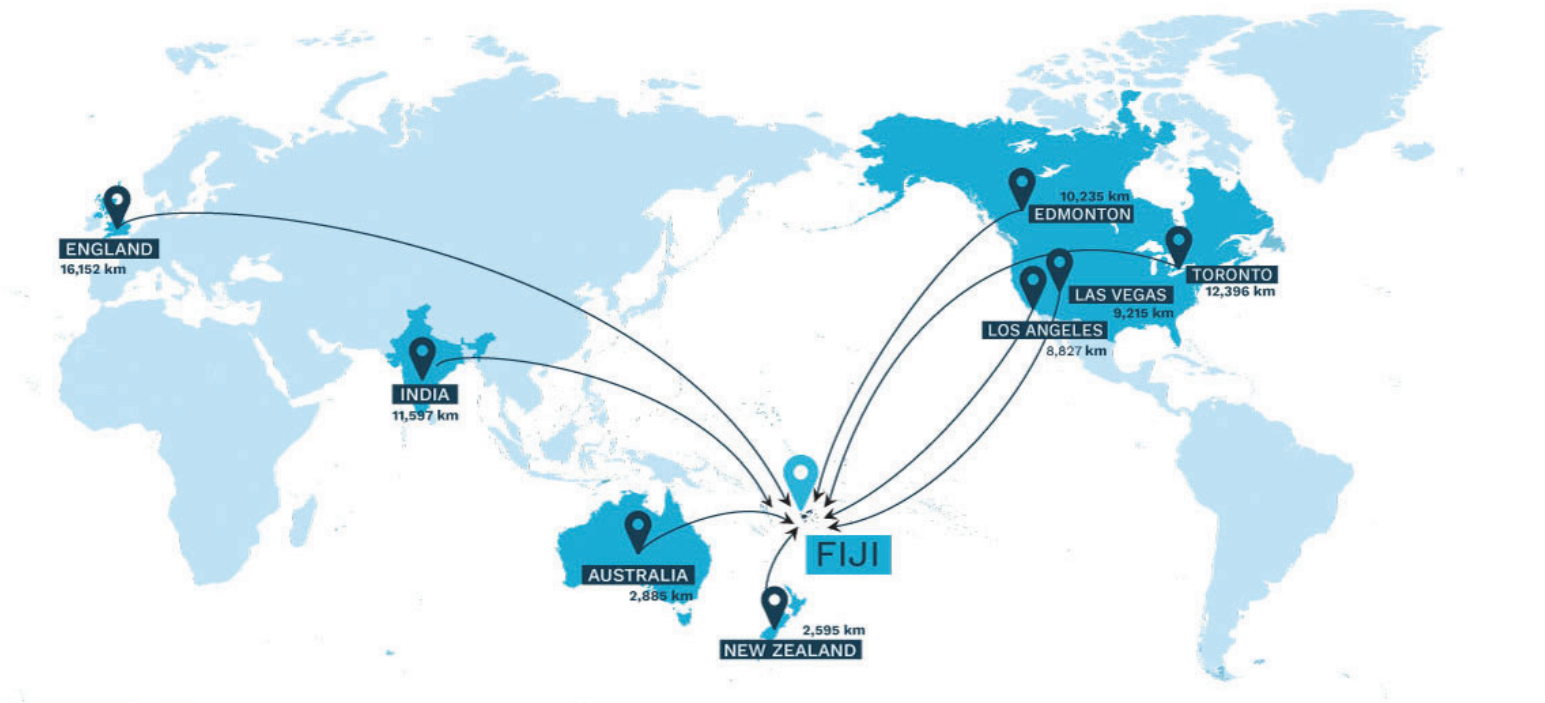 10,235 km
EDMONTON
ENGLAND
16,152 km
TORONTO
12,396 km
LAS VEGAS
9,215 km
LOS ANGELES
8,827 km
INDIA
11,597 km
FIJI
AUSTRALIA
2,885 km
2,595 km
NEW ZEALAND